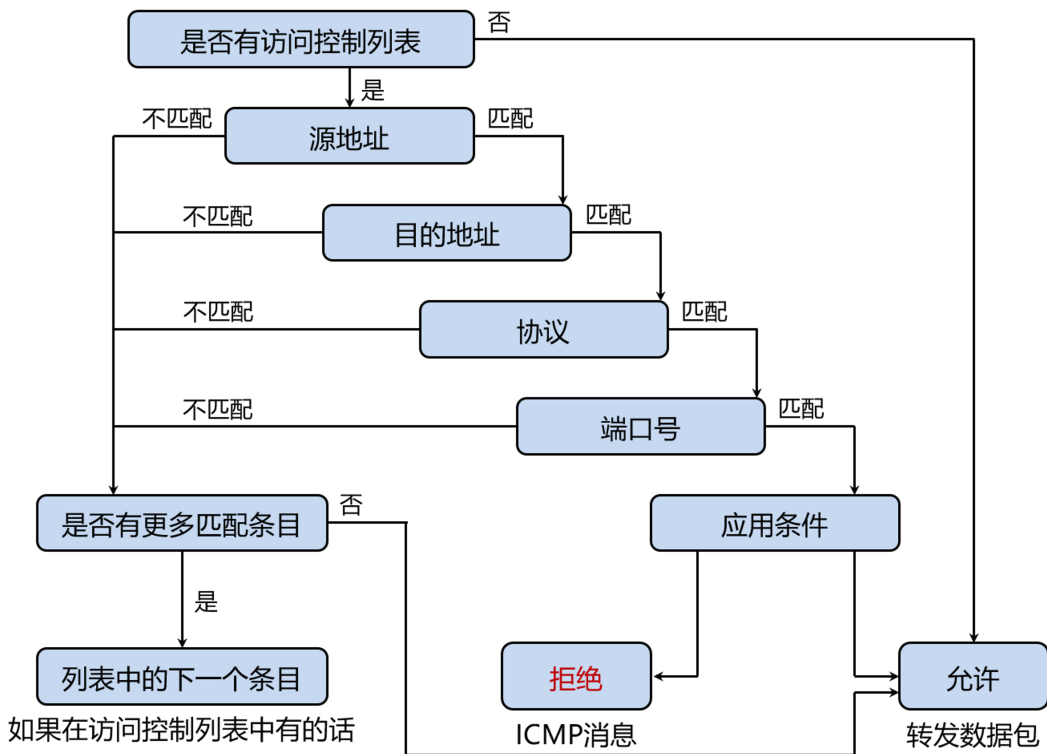 是否有访问控制列表
否
是
不匹配
源地址
匹配
不匹配
目的地址
匹配
不匹配
协议
匹配
不匹配
端口号
匹配
是否有更多匹配条目
否
应用条件
是
列表中的下一个条目
拒绝
允许
如果在访问控制列表中有的话
ICMP消息
转发数据包